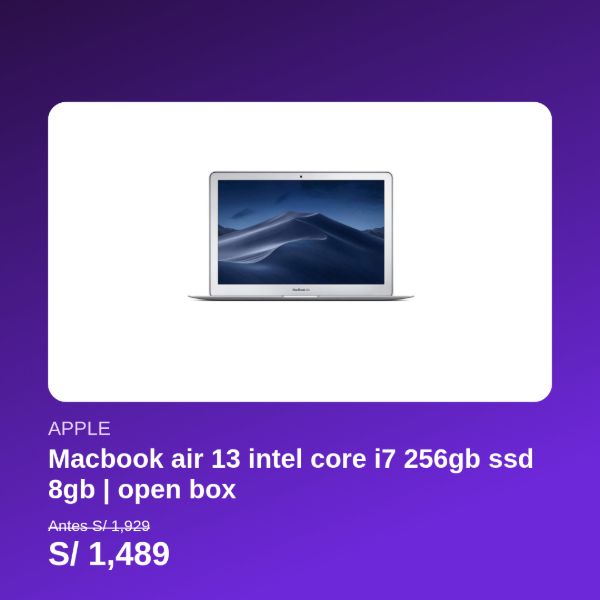 APPLE
Macbook air 13 intel core i7 256gb ssd
8gb | open box
Antes S/ 1,929
S/ 1,489